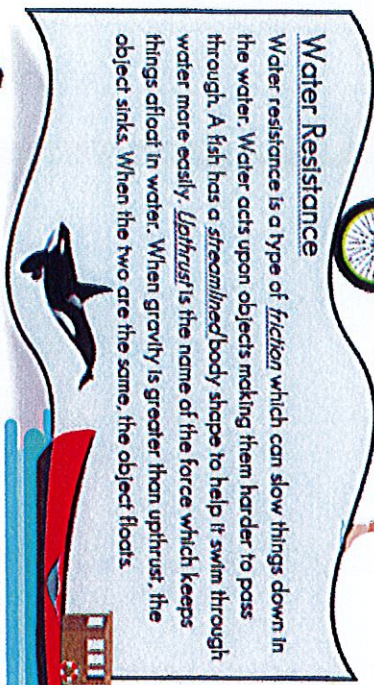 Water Resistance
Water resistance is a type of friction which can slow things down in
the water. Water acts upon objects making them harder to pass
through. A fish has a streamlined body shape to help it swim through
water more easily. Upthrust is the name of the force which keeps
things afloat in water. When gravity is greater than upthrust, the
object sinks. When the two are the same, the object floats.